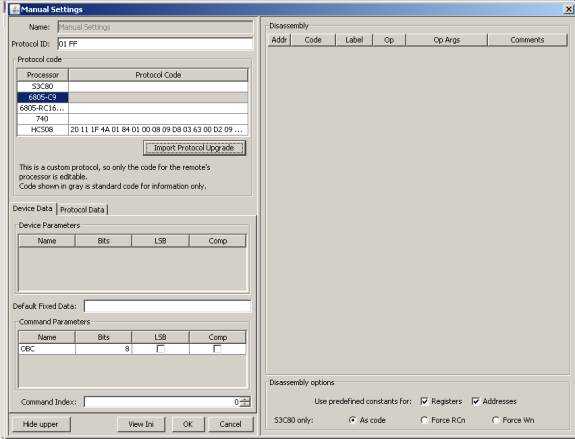 Manual Settings
Name: Manual Settings
Protocol ID: 01 FF
Protocol code
Processor Protocol Code
S3C80
6805-C9
6805-RC16...
740
HCS08 20 11 1F 4A 01 84 01 00 08 09 D8 03 63 00 D2 09 ...
Import Protocol Upgrade
This is a custom protocol, so only the code for the remote's
processor is editable.
Code shown in gray is standard code for information only.
Device Data Protocol Data
Device Parameters
Name Bits LSB Comp
Default Fixed Data:
Command Parameters
Name Bits LSB Comp
OBC 8
Command Index: 0
Hide upper View Ini OK Cancel
Disassembly
Addr Code Label Op Op Args Comments
Disassembly options
Use predefined constants for: Registers Addresses
S3C80 only: As code Force RCn Force Wn